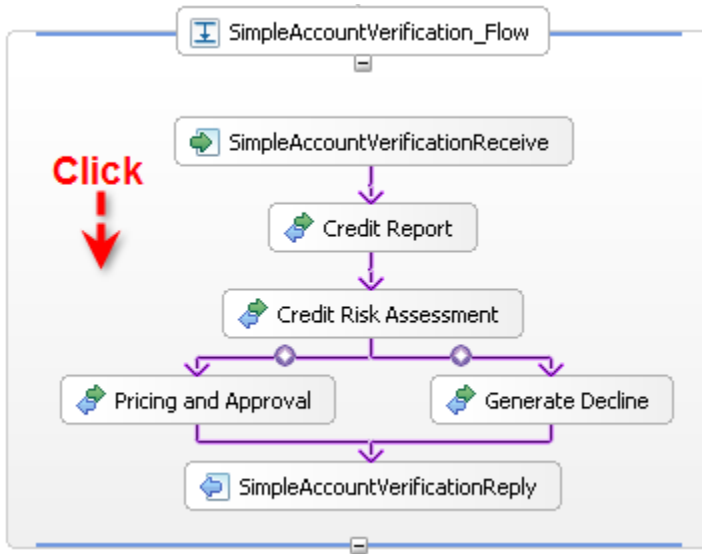 SimpleAccountVerification_Flow
SimpleAccountVerificationReceive
Click
Credit Report
Credit Risk Assessment
Pricing and Approval
Generate Decline
SimpleAccountVerificationReply